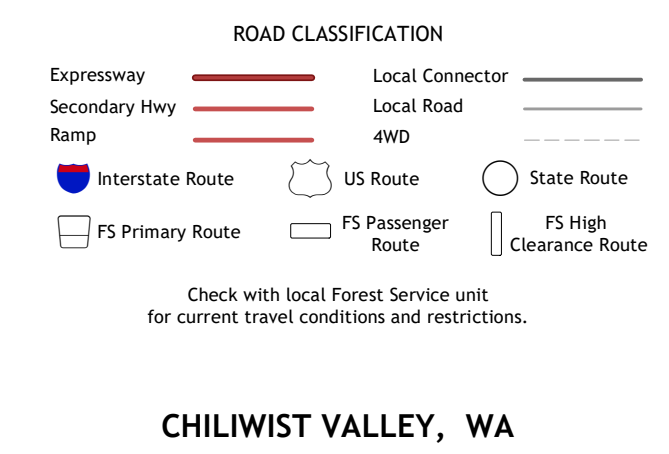 ROAD CLASSIFICATION
Expressway
Local Connector
Secondary Hwy
Local Road
Ramp
4WD
Interstate Route
US Route
State Route
FS Primary Route
FS Passenger
Route
FS High
Clearance Route
Check with local Forest Service unit
for current travel conditions and restrictions.
CHILIWIST VALLEY, WA